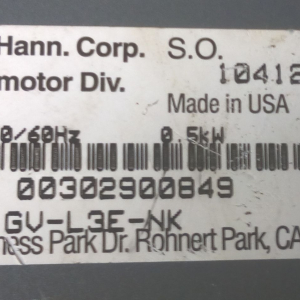 Hann. Corp. S.O.
motor Div. 10412
Made in USA
0/60Hz 0.5kW
00302900849
GV-L3E-NK
ness Park Dr. Rohnert Park, CA